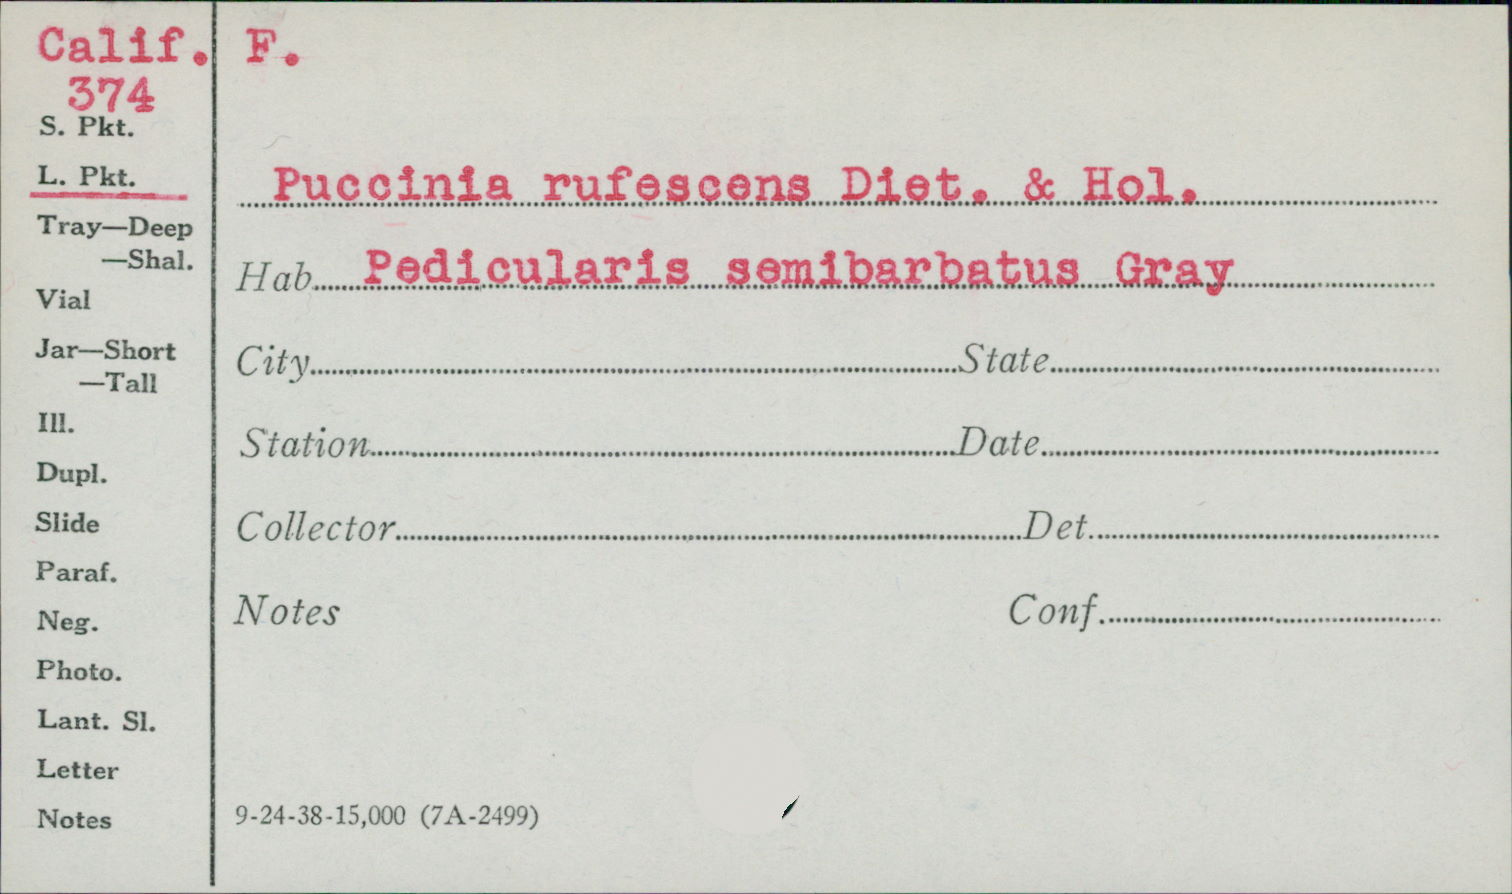 Calif. F.
374
S. Pkt.
L. Pkt.
Puccinia rufescens Diet. & Hol.
Tray—Deep
—Shal.
Hab. Pedicularis semibarbatus Gray
Vial
Jar—Short
—Tall
City State
Ill.
Station Date
Dupl.
Slide
Collector Det.
Paraf.
Neg.
Notes Conf.
Photo.
Lant. Sl.
Letter
Notes
9-24-38-15,000 (7A-2499)